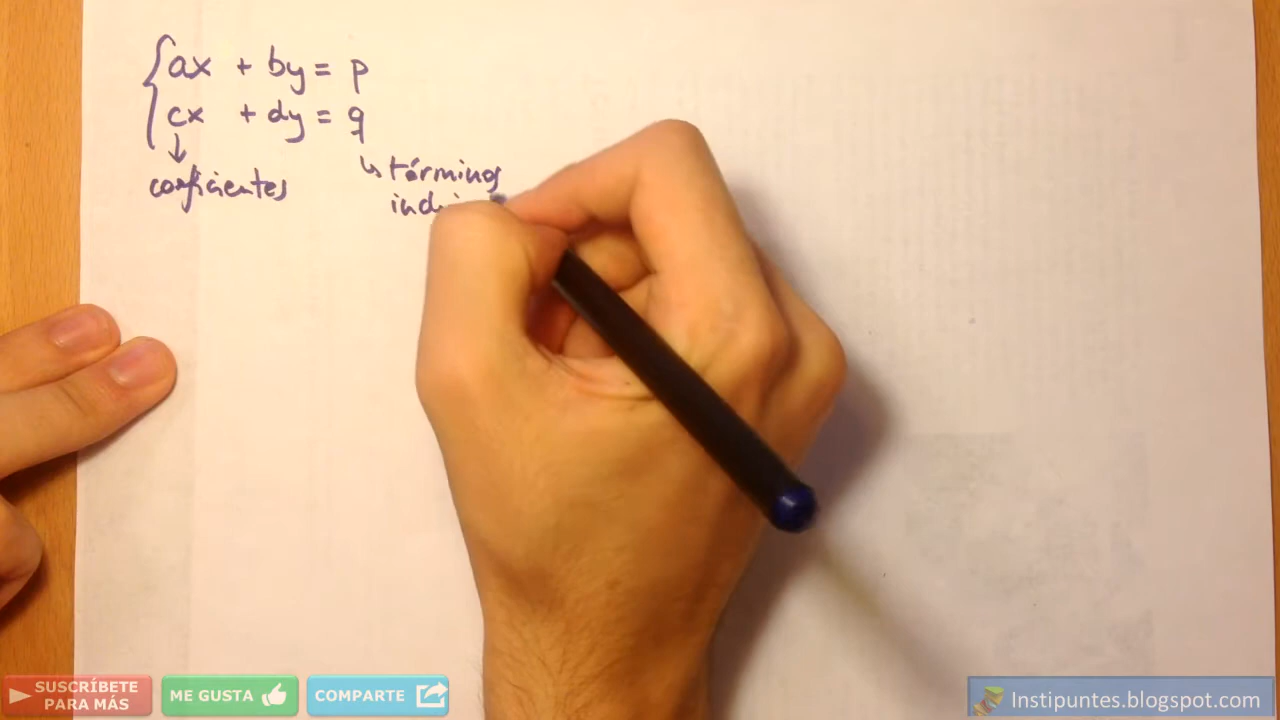 ax + by = p
cx + dy = q
coeficientes
términos
SUSCRÍBETE
PARA MÁS
ME GUSTA
COMPARTE
Instipuntes.blogspot.com